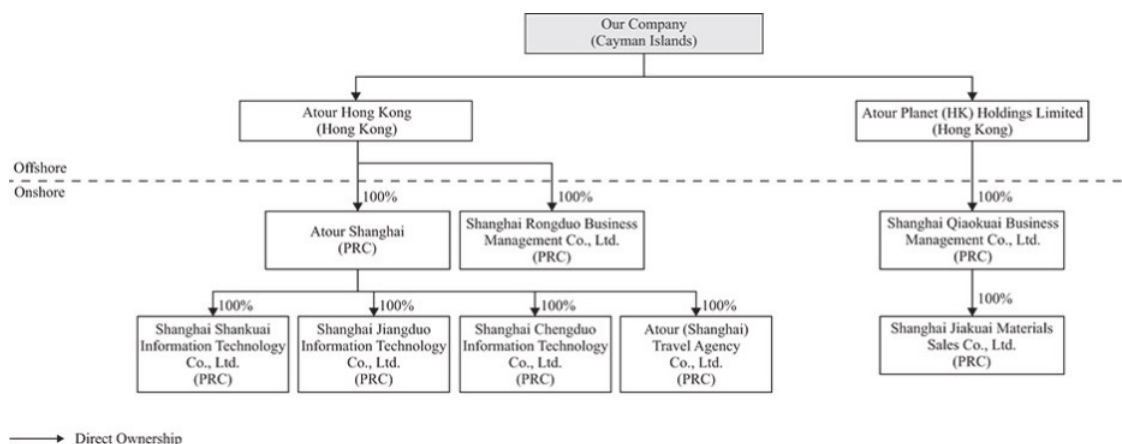 Our Company
(Cayman Islands)
Atour Hong Kong
(Hong Kong)
Atour Planet (HK) Holdings Limited
(Hong Kong)
Offshore
Onshore
100%
100%
100%
Atour Shanghai
(PRC)
Shanghai Rongduo Business
Management Co., Ltd.
(PRC)
Shanghai Qiaokuai Business
Management Co., Ltd.
(PRC)
100%
100%
100%
100%
100%
Shanghai Shankuai
Information Technology
Co., Ltd.
(PRC)
Shanghai Jiangduo
Information Technology
Co., Ltd.
(PRC)
Shanghai Chengduo
Information Technology
Co., Ltd.
(PRC)
Atour (Shanghai)
Travel Agency
Co., Ltd.
(PRC)
Shanghai Jiakuai Materials
Sales Co., Ltd.
(PRC)
Direct Ownership